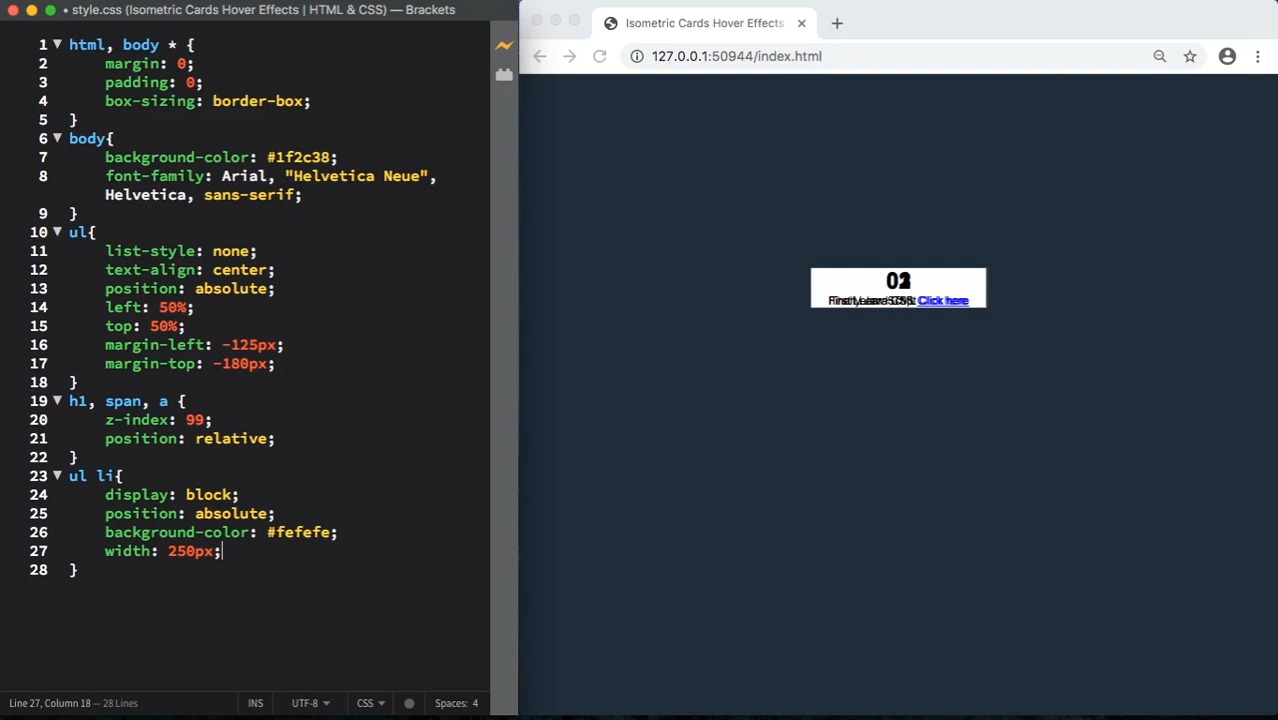 • style.css (Isometric Cards Hover Effects | HTML & CSS) — Brackets
1 ▼ html, body * {
2 margin: 0;
3 padding: 0;
4 box-sizing: border-box;
5 }
6 ▼ body{
7 background-color: #1f2c38;
8 font-family: Arial, "Helvetica Neue",
Helvetica, sans-serif;
9 }
10 ▼ ul{
11 list-style: none;
12 text-align: center;
13 position: absolute;
14 left: 50%;
15 top: 50%;
16 margin-left: -125px;
17 margin-top: -180px;
18 }
19 ▼ h1, span, a {
20 z-index: 99;
21 position: relative;
22 }
23 ▼ ul li{
24 display: block;
25 position: absolute;
26 background-color: #fefefe;
27 width: 250px;
28 }
Line 27, Column 18 — 28 Lines
INS
UTF-8 ▼
CSS ▼
Spaces: 4
Isometric Cards Hover Effects
127.0.0.1:50944/index.html
Click here